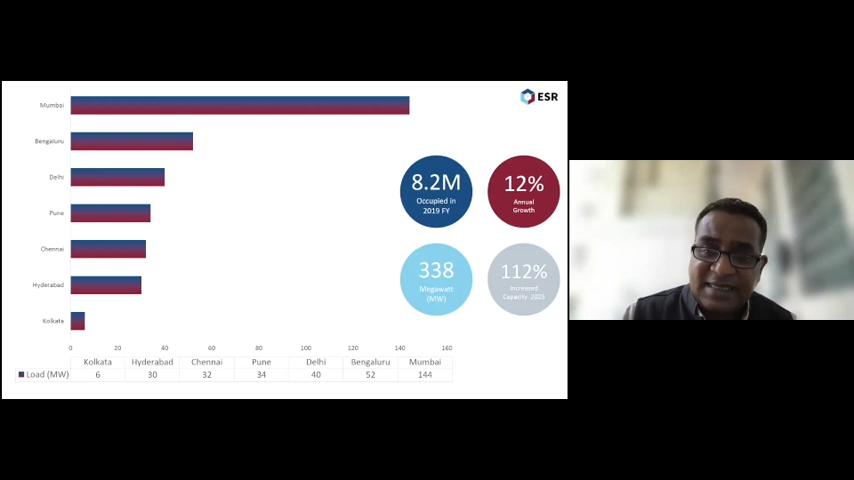 ESR
Mumbai
Bengaluru
Delhi
Pune
Chennai
Hyderabad
Kolkata
0 20 40 60 80 100 120 140 160
Kolkata Hyderabad Chennai Pune Delhi Bengaluru Mumbai
Load (MW) 6 30 32 34 40 52 144
8.2M
Occupied in
2019 FY
12%
Annual
Growth
338
Megawatt
(MW)
112%
Increased
Capacity 2025